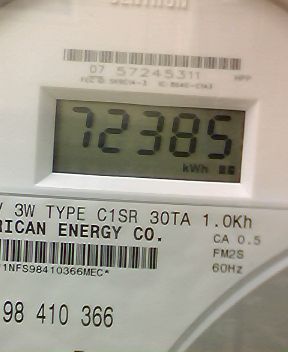 07 57245311 HPP
72385
kWh
V 3W TYPE C1SR 30TA 1.0Kh
RICAN ENERGY CO.
CA 0.5
FM2S
60Hz
1NFS98410366MEC*
98 410 366